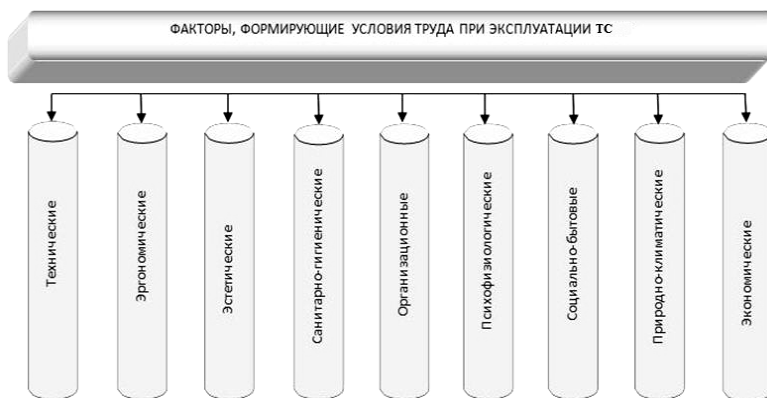 ФАКТОРЫ, ФОРМИРУЮЩИЕ УСЛОВИЯ ТРУДА ПРИ ЭКСПЛУАТАЦИИ ТС
Технические
Эргономические
Эстетические
Санитарно-гигиенические
Организационные
Психофизиологические
Социально-бытовые
Природно-климатические
Экономические